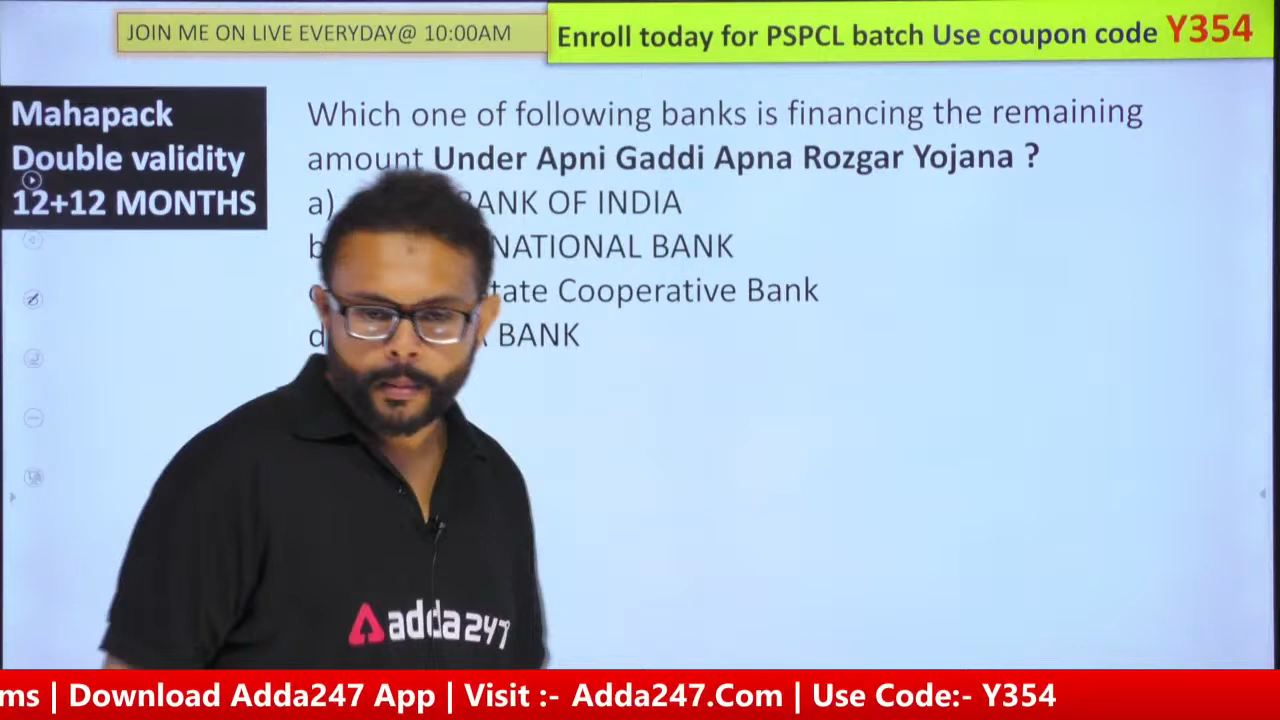 JOIN ME ON LIVE EVERYDAY@ 10:00AM
Enroll today for PSPCL batch Use coupon code Y354
Mahapack
Double validity
12+12 MONTHS
Which one of following banks is financing the remaining
amount Under Apni Gaddi Apna Rozgar Yojana ?
a) BANK OF INDIA
NATIONAL BANK
tate Cooperative Bank
BANK
adda247
ms | Download Adda247 App | Visit :- Adda247.Com | Use Code:- Y354